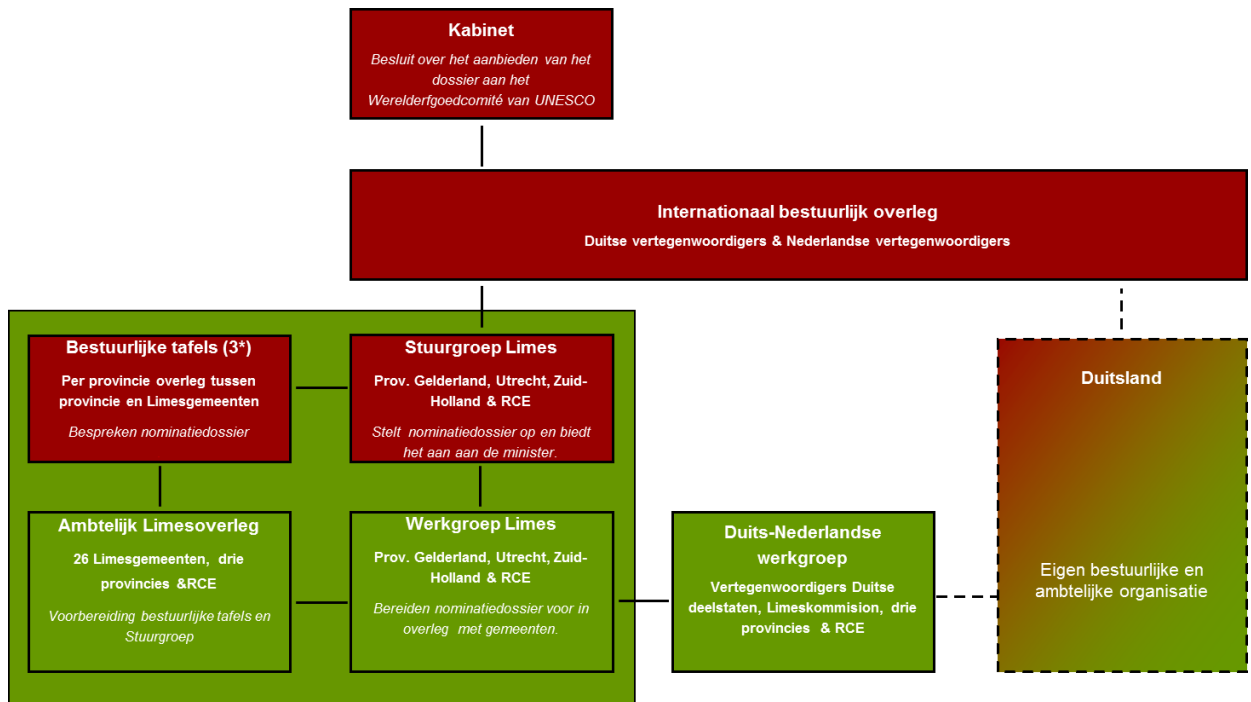 Kabinet
Besluit over het aanbieden van het
dossier aan het
Werelderfgoedcomité van UNESCO
Internationaal bestuurlijk overleg
Duitse vertegenwoordigers & Nederlandse vertegenwoordigers
Bestuurlijke tafels (3*)
Per provincie overleg tussen
provincie en Limesgemeenten
Bespreken nominatiedossier
Stuurgroep Limes
Prov. Gelderland, Utrecht, Zuid-
Holland & RCE
Stelt nominatiedossier op en biedt
het aan aan de minister.
Duitsland
Eigen bestuurlijke en
ambtelijke organisatie
Ambtelijk Limesoverleg
26 Limesgemeenten, drie
provincies &RCE
Voorbereiding bestuurlijke tafels en
Stuurgroep
Werkgroep Limes
Prov. Gelderland, Utrecht, Zuid-
Holland & RCE
Bereiden nominatiedossier voor in
overleg met gemeenten.
Duits-Nederlandse
werkgroep
Vertegenwoordigers Duitse
deelstaten, Limeskommision, drie
provincies & RCE